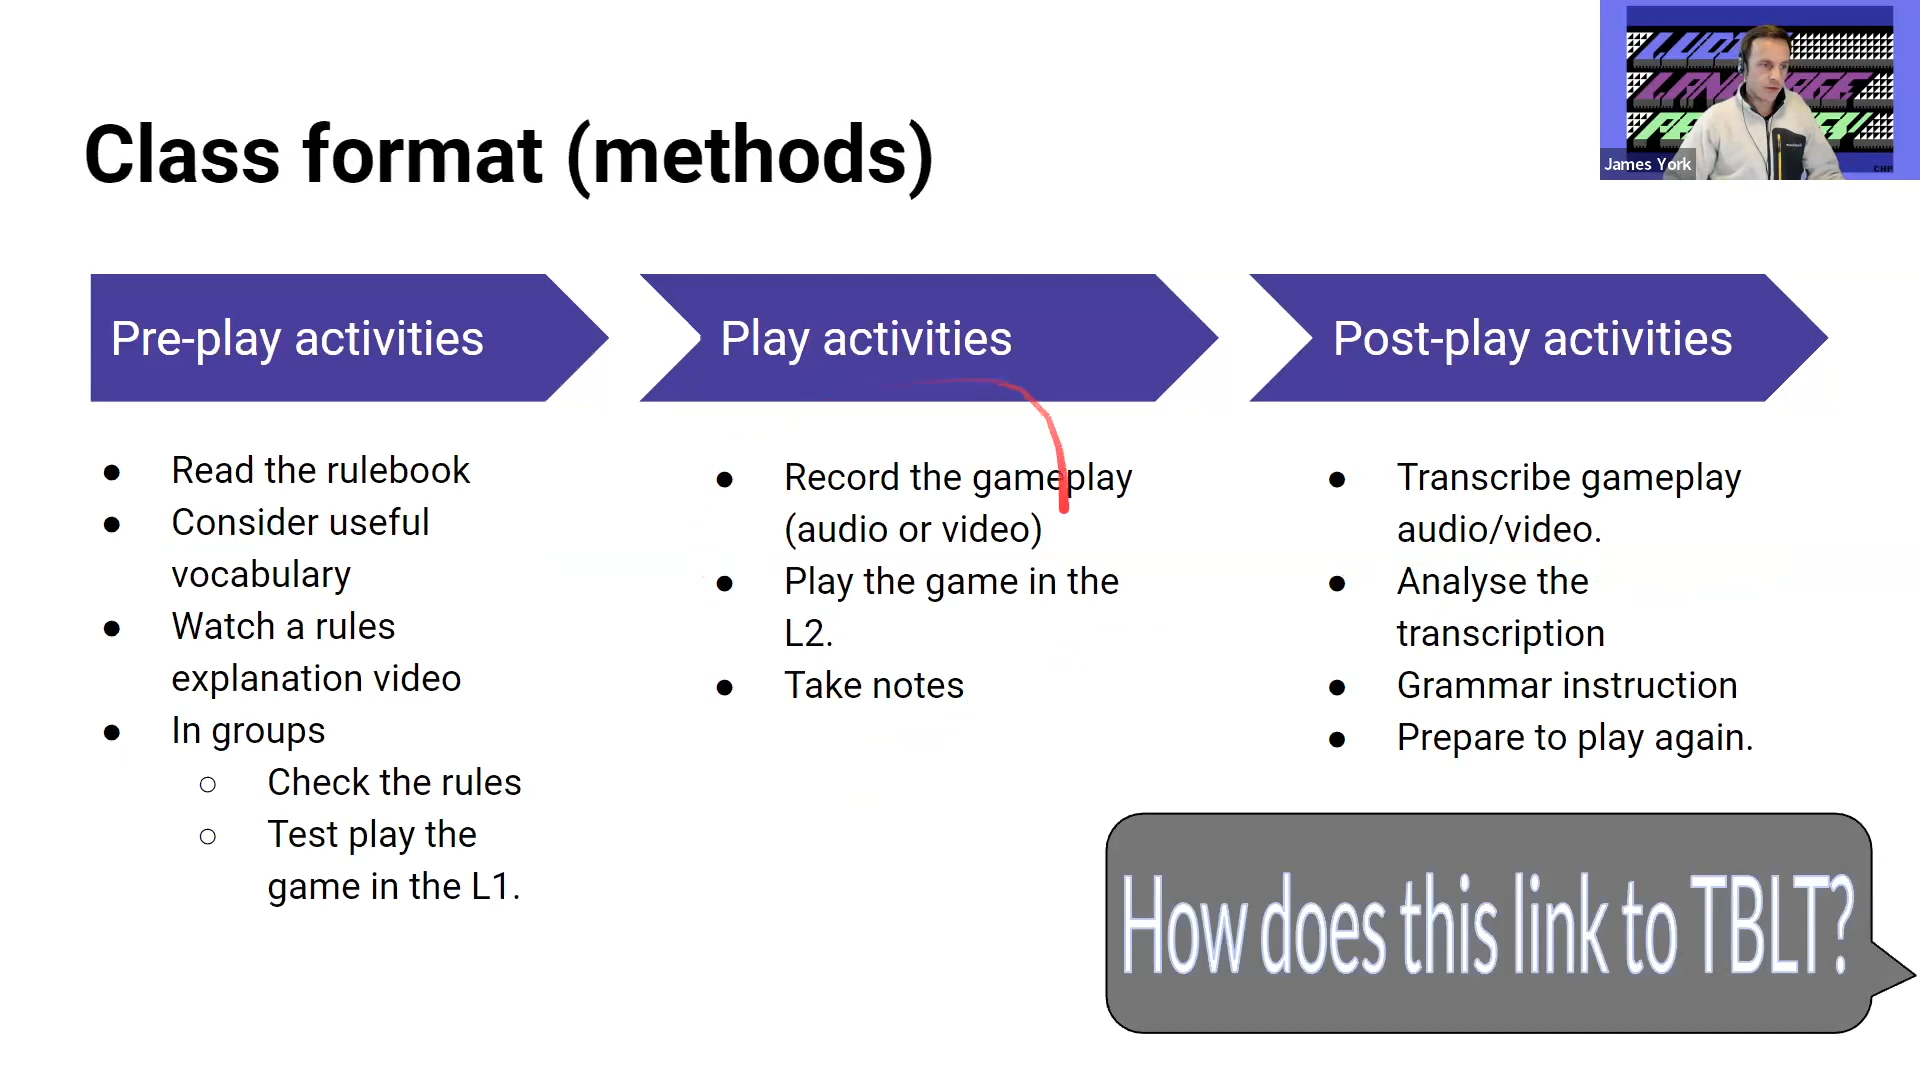 Class format (methods)
James York
CHP
Pre-play activities
Play activities
Post-play activities
● Read the rulebook
● Consider useful
vocabulary
● Watch a rules
explanation video
● In groups
○ Check the rules
○ Test play the
game in the L1.
● Record the gameplay
(audio or video)
● Play the game in the
L2.
● Take notes
● Transcribe gameplay
audio/video.
● Analyse the
transcription
● Grammar instruction
● Prepare to play again.
How does this link to TBLT?